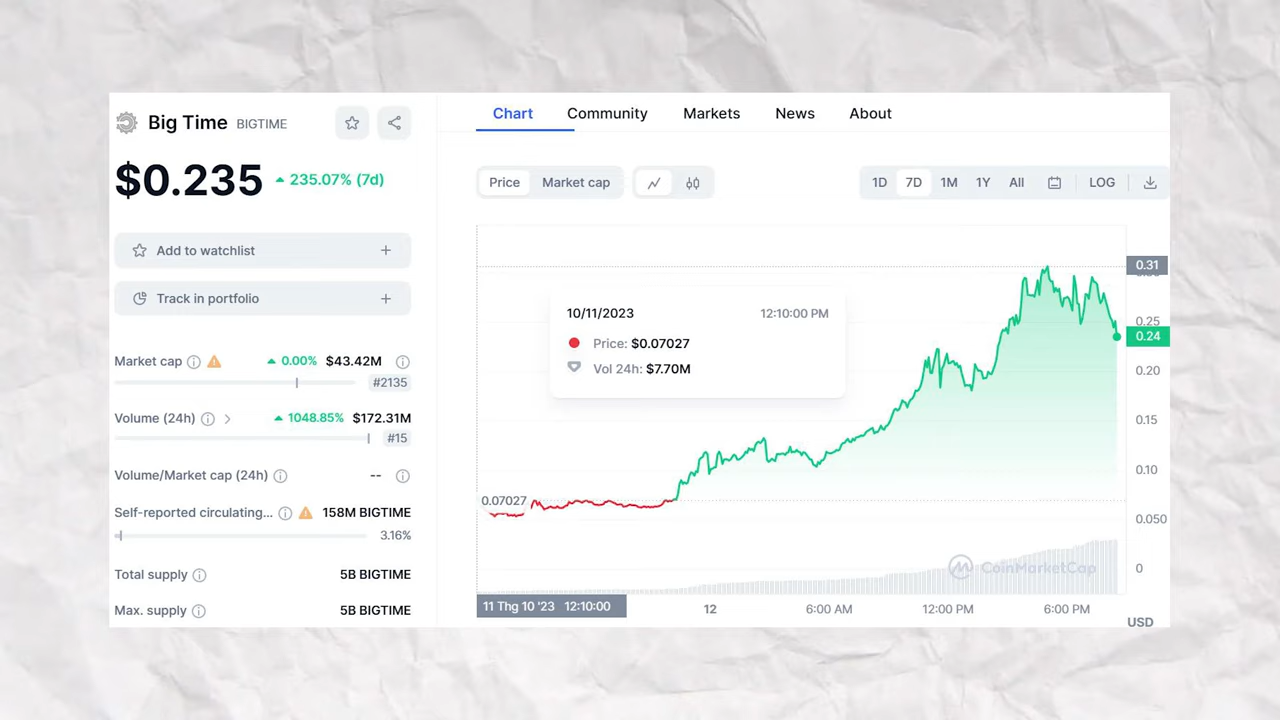 Big Time BIGTIME
$0.235 235.07% (7d)
Add to watchlist +
Track in portfolio +
Market cap 0.00% $43.42M
#2135
Volume (24h) 1048.85% $172.31M
#15
Volume/Market cap (24h) --
Self-reported circulating... 158M BIGTIME
3.16%
Total supply 5B BIGTIME
Max. supply 5B BIGTIME
Chart Community Markets News About
Price Market cap
1D 7D 1M 1Y All LOG
10/11/2023 12:10:00 PM
Price: $0.07027
Vol 24h: $7.70M
0.31
0.25
0.24
0.20
0.15
0.10
0.07027
0.050
0
CoinMarketCap
11 Thg 10 '23 12:10:00
12 6:00 AM 12:00 PM 6:00 PM
USD